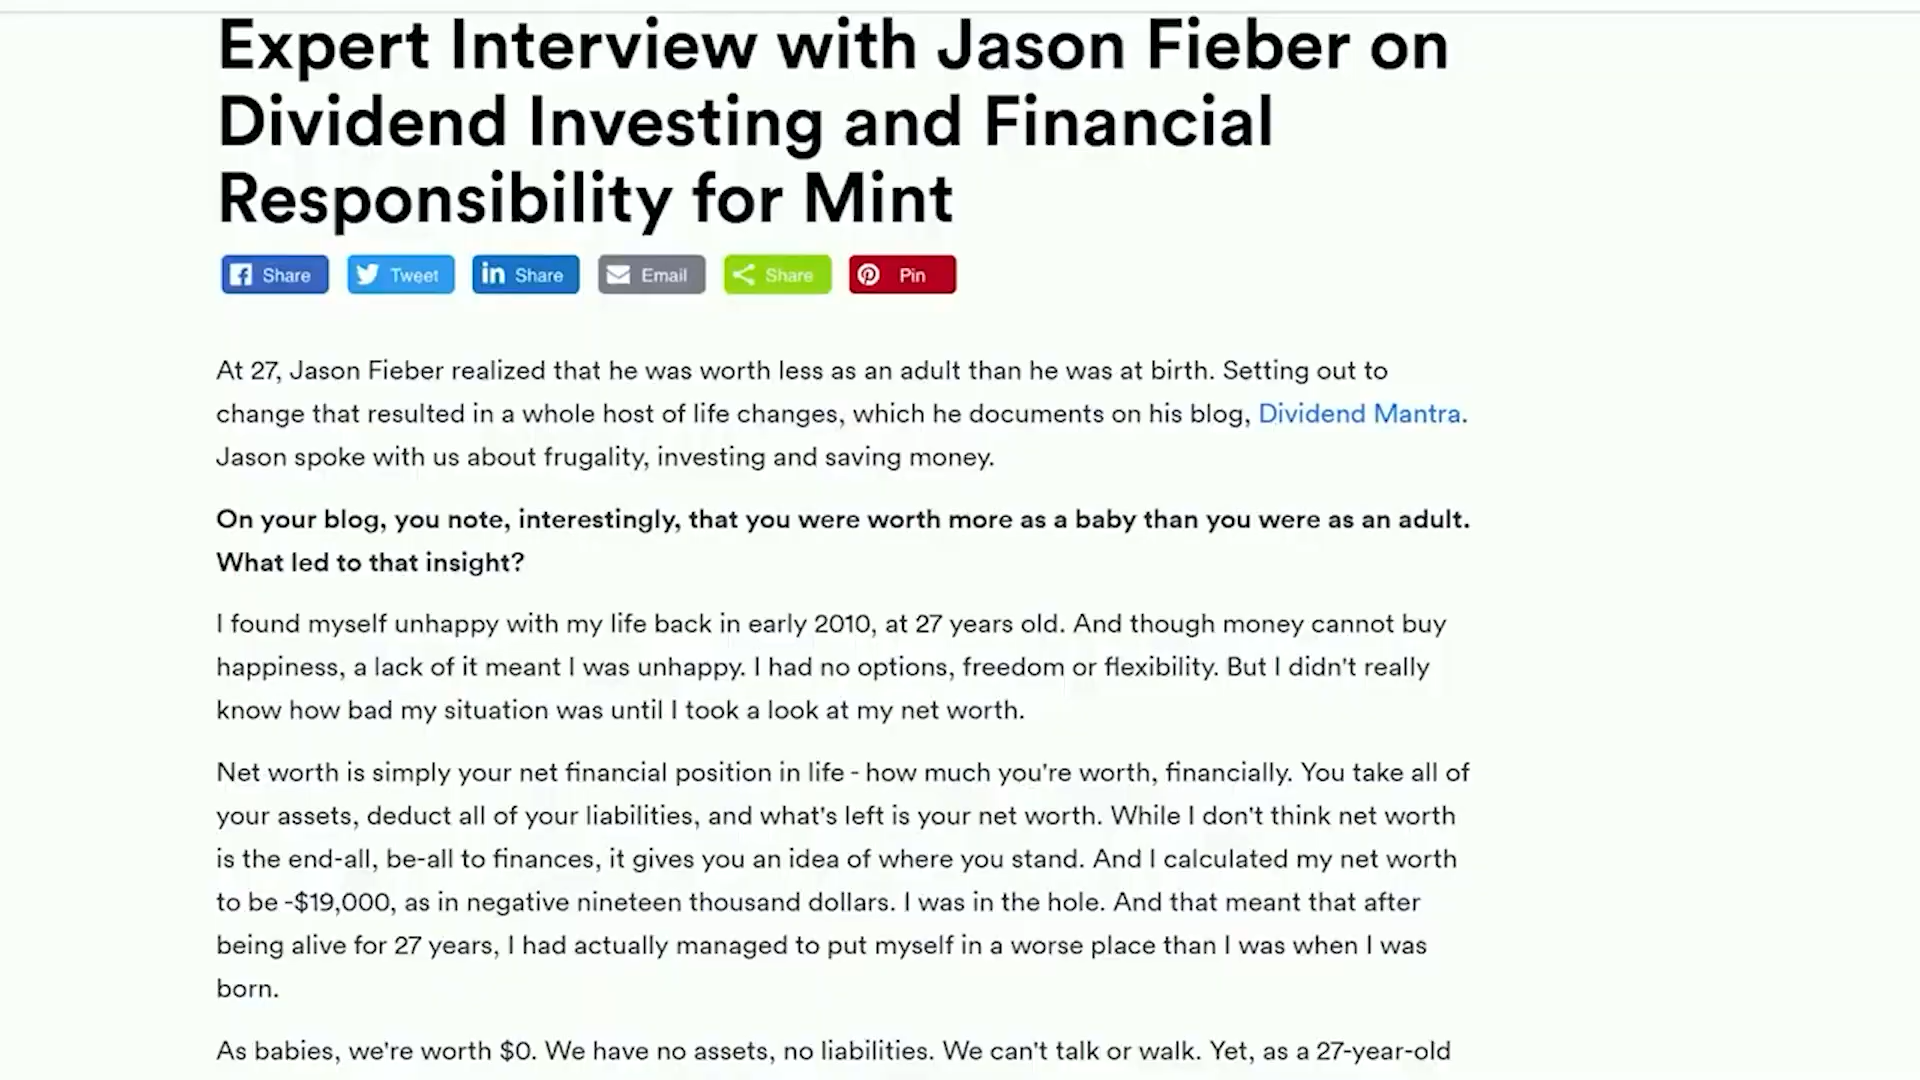 Expert Interview with Jason Fieber on
Dividend Investing and Financial
Responsibility for Mint
Share Tweet Share Email Share Pin
At 27, Jason Fieber realized that he was worth less as an adult than he was at birth. Setting out to
change that resulted in a whole host of life changes, which he documents on his blog, Dividend Mantra.
Jason spoke with us about frugality, investing and saving money.
On your blog, you note, interestingly, that you were worth more as a baby than you were as an adult.
What led to that insight?
I found myself unhappy with my life back in early 2010, at 27 years old. And though money cannot buy
happiness, a lack of it meant I was unhappy. I had no options, freedom or flexibility. But I didn't really
know how bad my situation was until I took a look at my net worth.
Net worth is simply your net financial position in life - how much you're worth, financially. You take all of
your assets, deduct all of your liabilities, and what's left is your net worth. While I don't think net worth
is the end-all, be-all to finances, it gives you an idea of where you stand. And I calculated my net worth
to be -$19,000, as in negative nineteen thousand dollars. I was in the hole. And that meant that after
being alive for 27 years, I had actually managed to put myself in a worse place than I was when I was
born.
As babies, we're worth $0. We have no assets, no liabilities. We can't talk or walk. Yet, as a 27-year-old